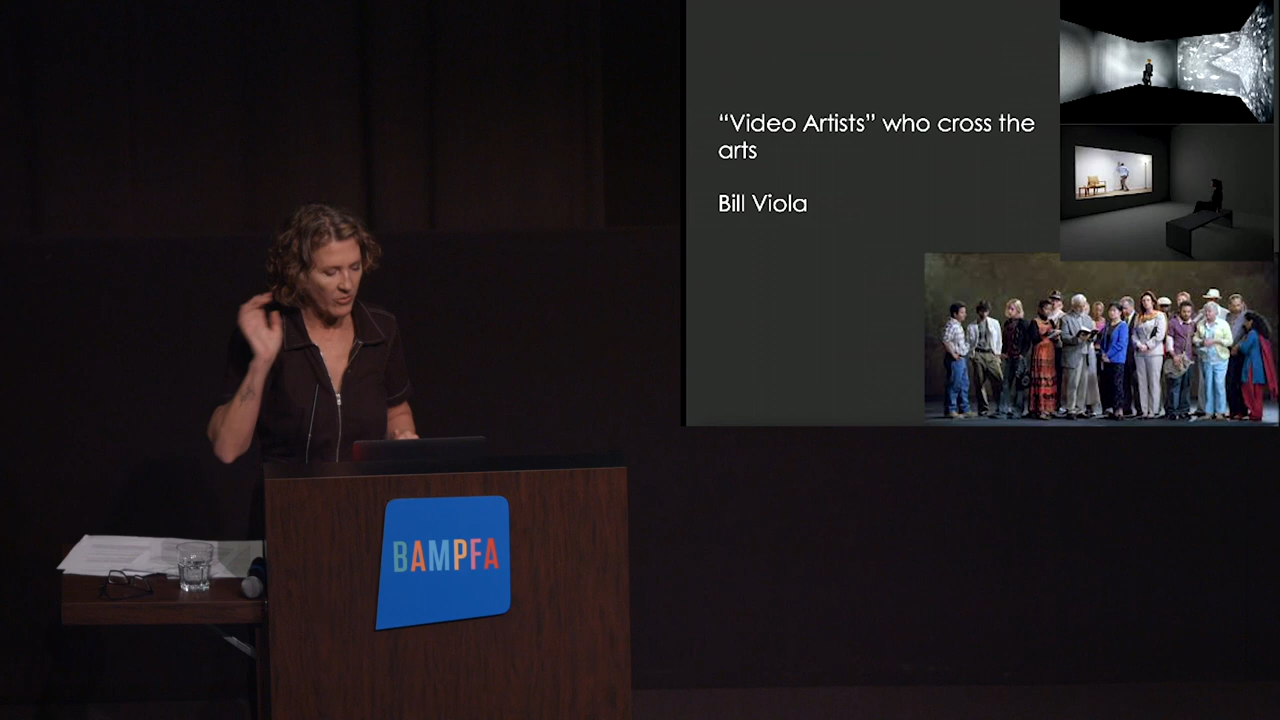 “Video Artists” who cross the
arts
Bill Viola
BAMPFA